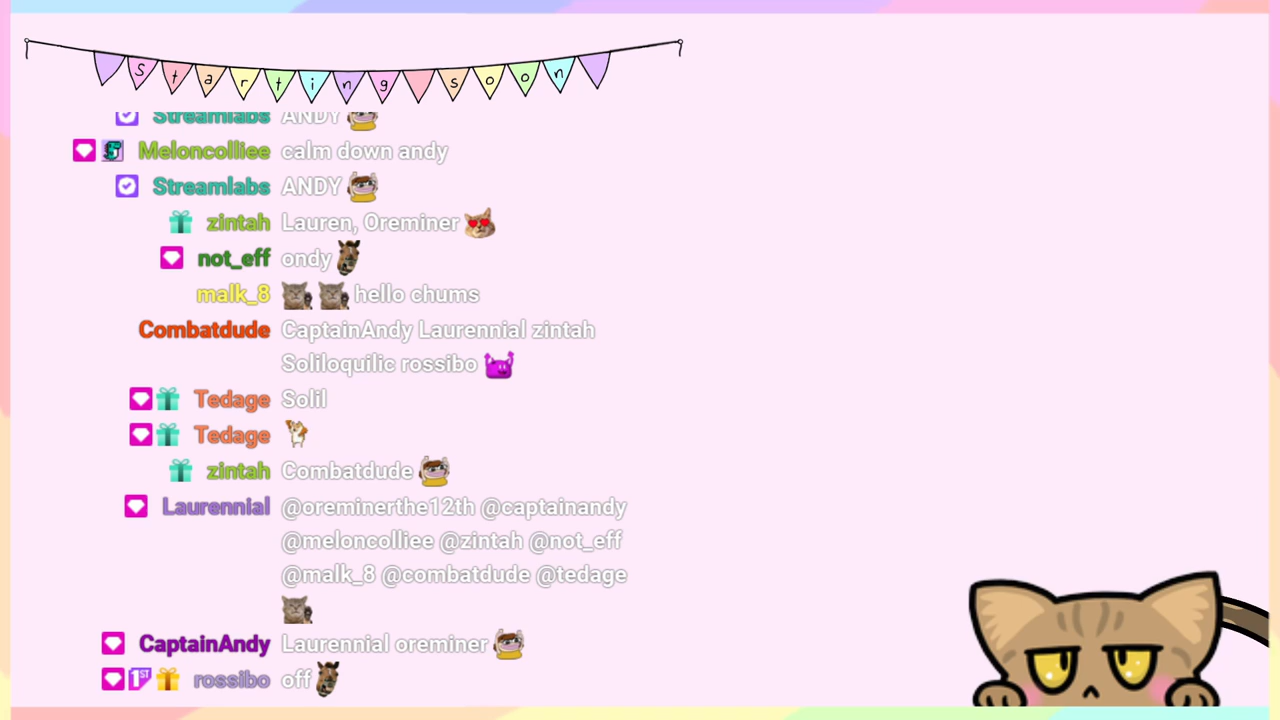 Starting soon
Streamlabs ANDY
Meloncolliee calm down andy
Streamlabs ANDY
zintah Lauren, Oreminer
not_eff ondy
malk_8 hello chums
Combatdude CaptainAndy Laurennial zintah
Soliloquilic rossibo
Tedage Solil
Tedage
zintah Combatdude
Laurennial @oreminerthe12th @captainandy
@meloncolliee @zintah @not_eff
@malk_8 @combatdude @tedage
CaptainAndy Laurennial oreminer
1ST rossibo off